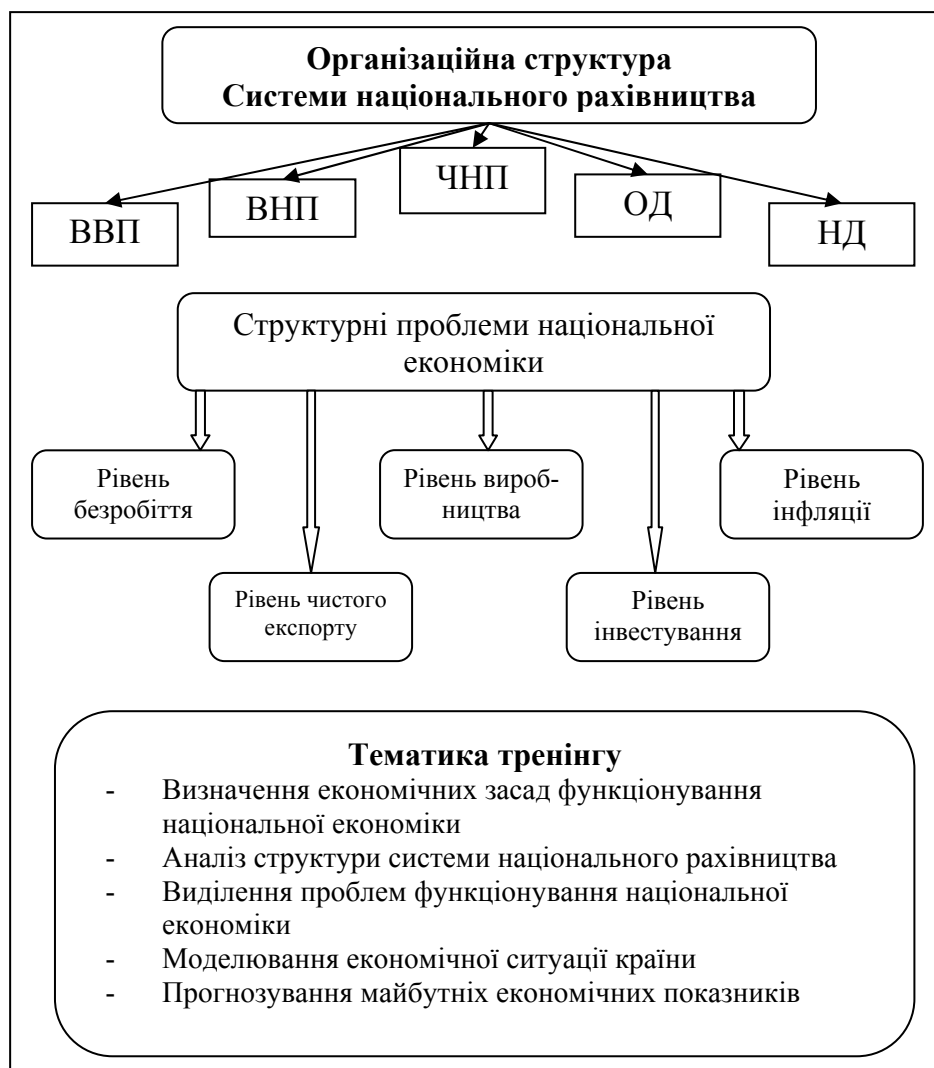 Організаційна структура
Системи національного рахівництва
ВВП
ВНП
ЧНП
ОД
НД
Структурні проблеми національної
економіки
Рівень
безробіття
Рівень вироб-
ництва
Рівень
інфляції
Рівень чистого
експорту
Рівень
інвестування
Тематика тренінгу
- Визначення економічних засад функціонування
національної економіки
- Аналіз структури системи національного рахівництва
- Виділення проблем функціонування національної
економіки
- Моделювання економічної ситуації країни
- Прогнозування майбутніх економічних показників